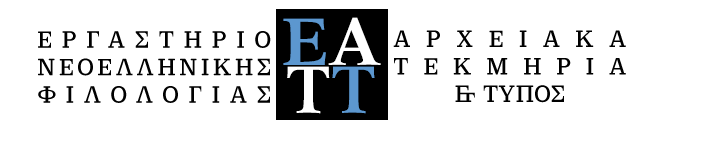 ΕΡΓΑΣΤΗΡΙΟ
ΝΕΟΕΛΛΗΝΙΚΗΣ
ΦΙΛΟΛΟΓΙΑΣ
ΕΑ
ΤΤ
ΑΡΧΕΙΑΚΑ
ΤΕΚΜΗΡΙΑ
& ΤΥΠΟΣ